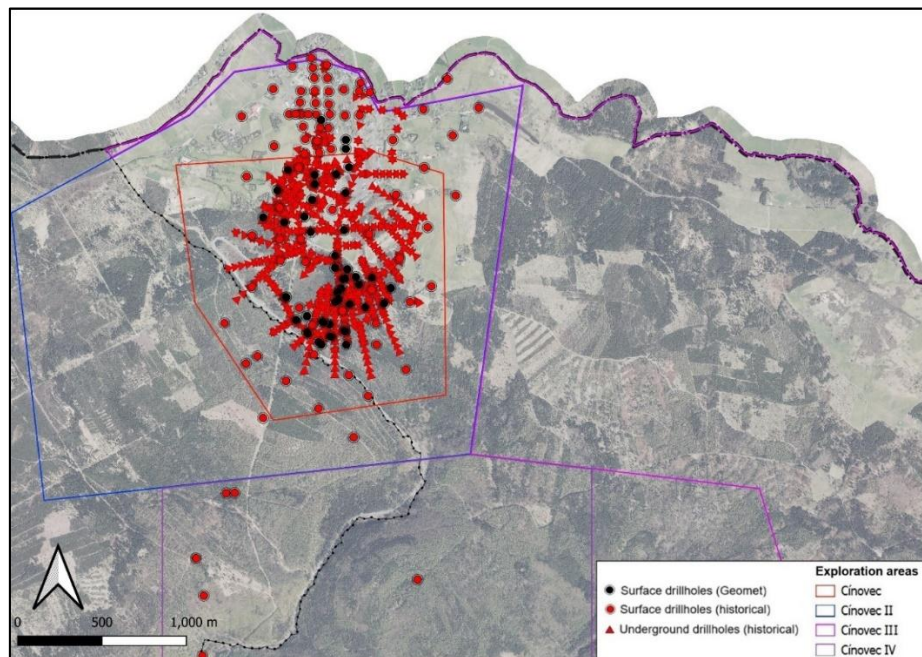 0 500 1,000 m
Surface drillholes (Geomet)
Surface drillholes (historical)
Underground drillholes (historical)
Exploration areas
Cínovec
Cínovec II
Cínovec III
Cínovec IV